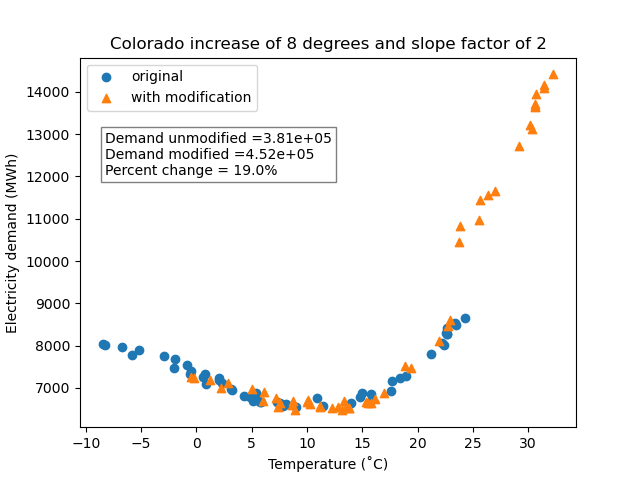 Colorado increase of 8 degrees and slope factor of 2
original
with modification
Demand unmodified =3.81e+05
Demand modified =4.52e+05
Percent change = 19.0%
Electricity demand (MWh)
14000
13000
12000
11000
10000
9000
8000
7000
−10 −5 0 5 10 15 20 25 30
Temperature (˚C)